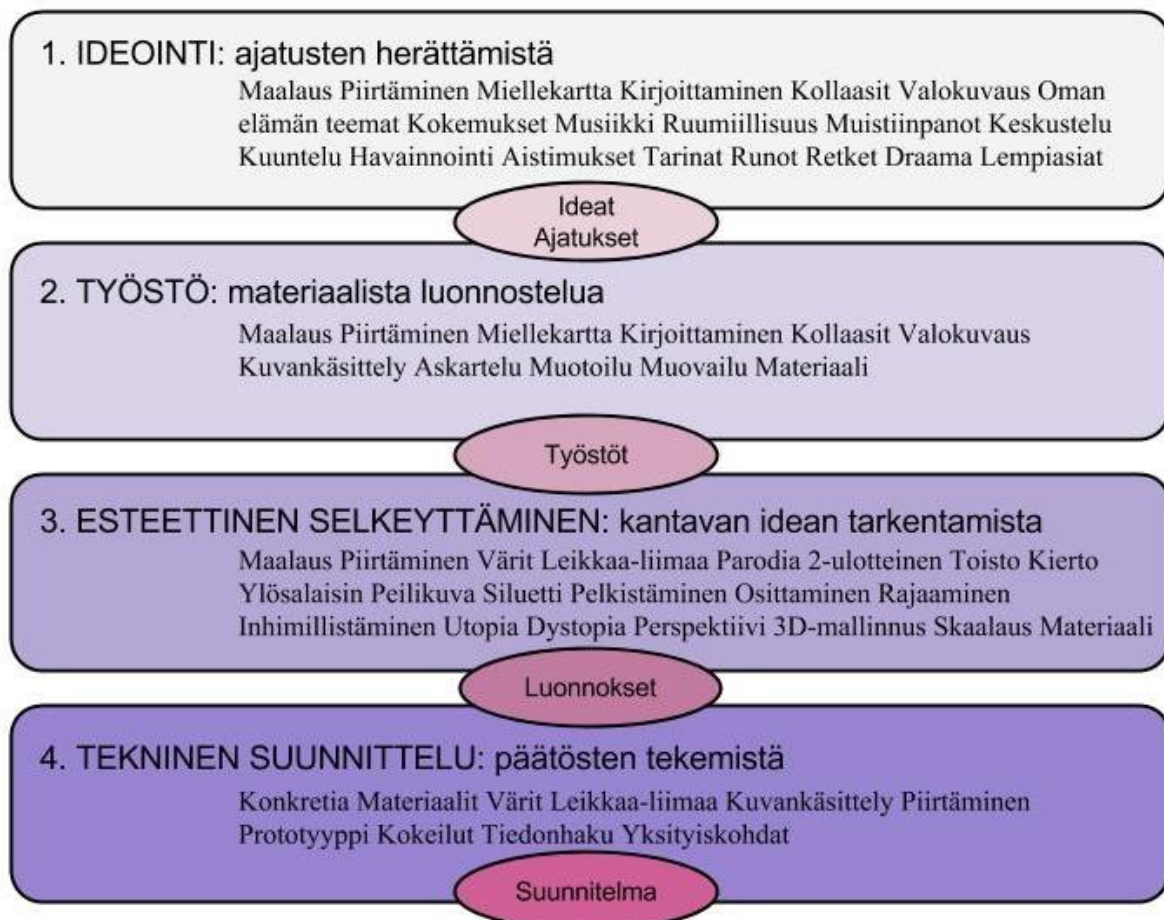 1. IDEOINTI: ajatusten herättämistä
Maalaus Piirtäminen Miellekartta Kirjoittaminen Kollaasit Valokuvaus Oman
elämän teemat Kokemukset Musiikki Ruumiillisuus Muistiinpanot Keskustelu
Kuuntelu Havainnointi Aistimukset Tarinat Runot Retket Draama Lempiasiat
Ideat
Ajatukset
2. TYÖSTÖ: materiaalista luonnostelua
Maalaus Piirtäminen Miellekartta Kirjoittaminen Kollaasit Valokuvaus
Kuvankäsittely Askartelu Muotoilu Muovailu Materiaali
Työstöt
3. ESTEETTINEN SELKEYTTÄMINEN: kantavan idean tarkentamista
Maalaus Piirtäminen Värit Leikkaa-liimaa Parodia 2-ulotteinen Toisto Kierto
Ylösalaisin Peilikuva Siluetti Pelkistäminen Osittaminen Rajaaminen
Inhimillistäminen Utopia Dystopia Perspektiivi 3D-mallinnus Skaalaus Materiaali
Luonnokset
4. TEKNINEN SUUNNITTELU: päätösten tekemistä
Konkretia Materiaalit Värit Leikkaa-liimaa Kuvankäsittely Piirtäminen
Prototyyppi Kokeilut Tiedonhaku Yksityiskohdat
Suunnitelma